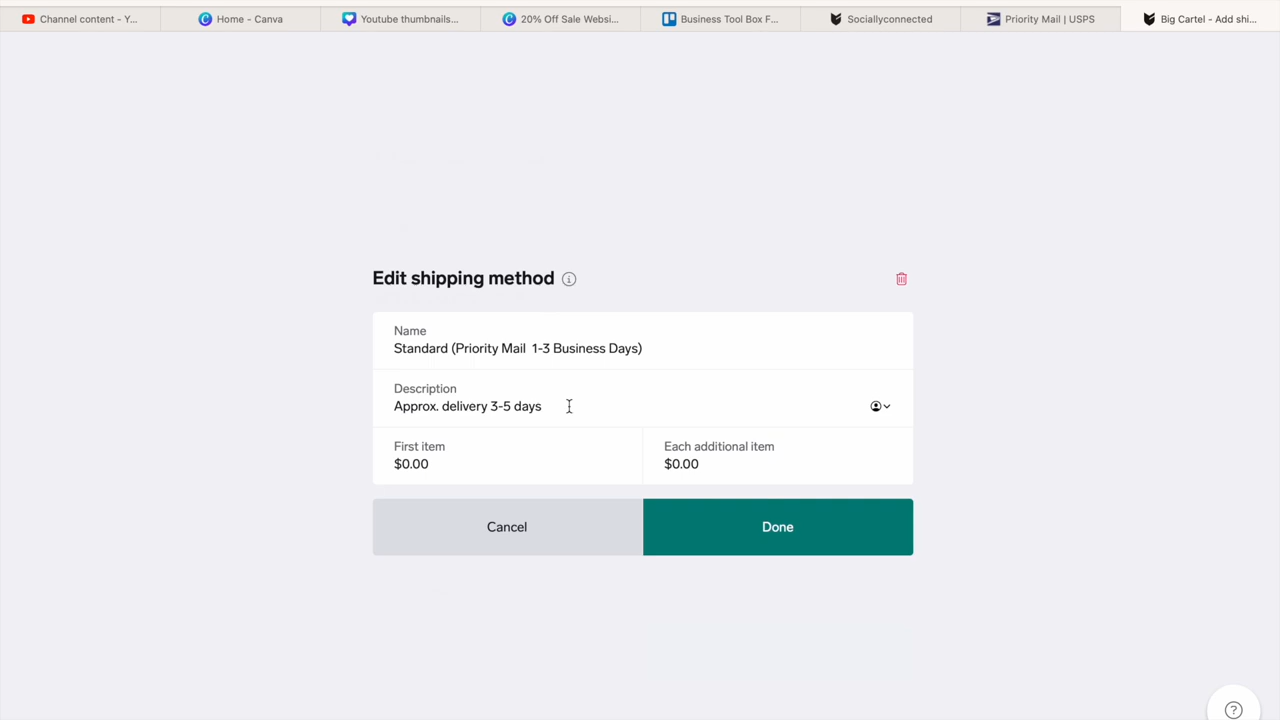 Channel content - Y...
Home - Canva
Youtube thumbnails...
20% Off Sale Websi...
Business Tool Box F...
Sociallyconnected
Priority Mail | USPS
Big Cartel - Add shi...
Edit shipping method
Name
Standard (Priority Mail  1-3 Business Days)
Description
Approx. delivery 3-5 days
First item
$0.00
Each additional item
$0.00
Cancel
Done